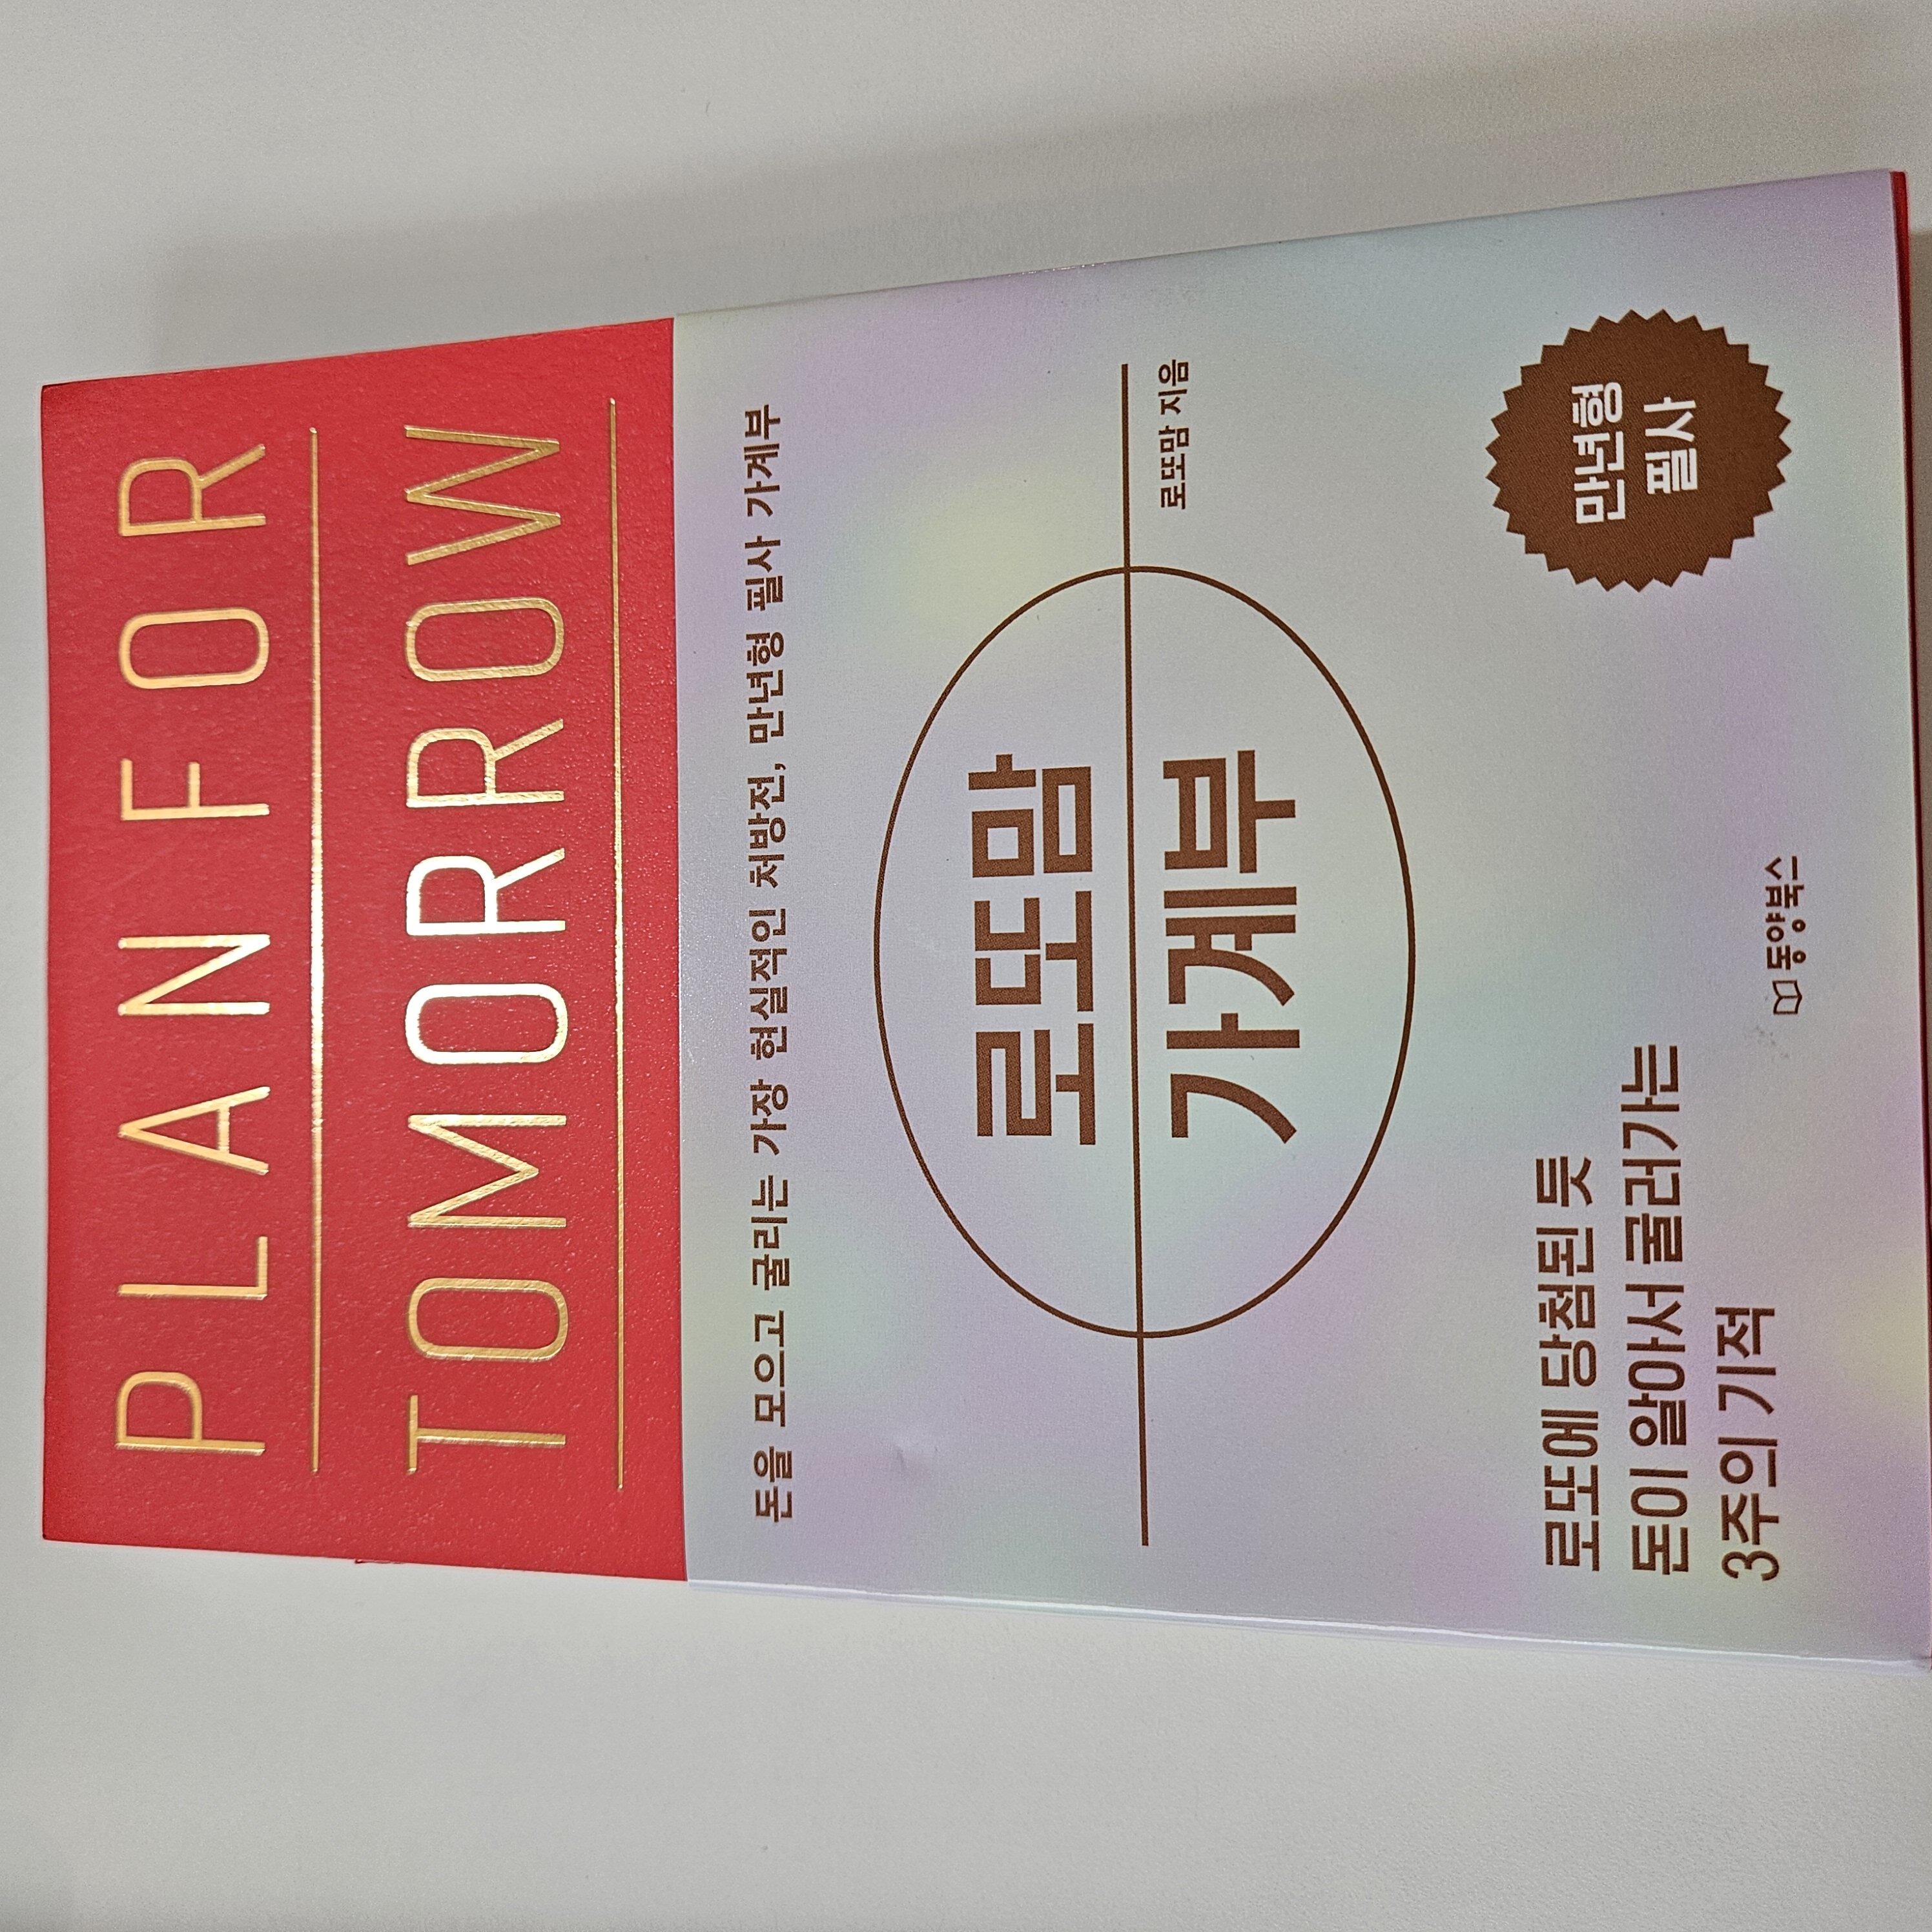 PLAN FOR
TOMORROW
돈을 모으고 굴리는 가장 현실적인 처방전, 만년형 필사 가계부
로또맘
가계부
로또맘 지음
만년형
필사
로또에 당첨된 듯
돈이 알아서 굴러가는
3주의 기적
동양북스